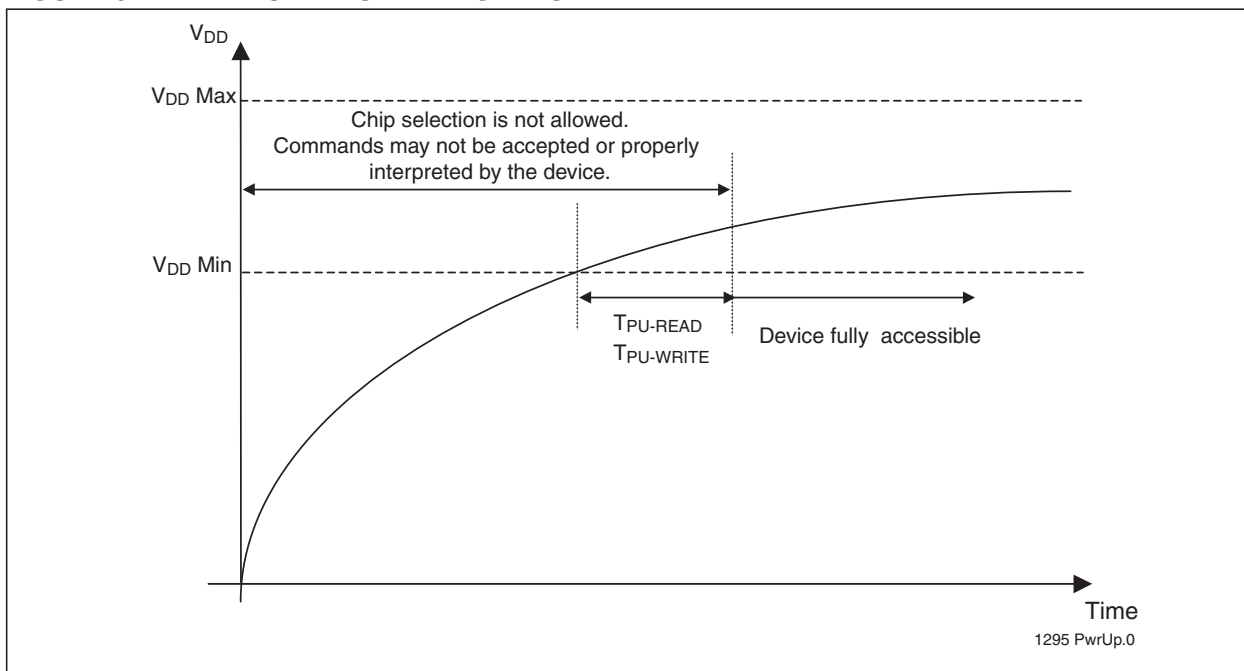 VDD
VDD Max
Chip selection is not allowed.
Commands may not be accepted or properly
interpreted by the device.
VDD Min
TPU-READ
TPU-WRITE
Device fully accessible
Time
1295 PwrUp.0